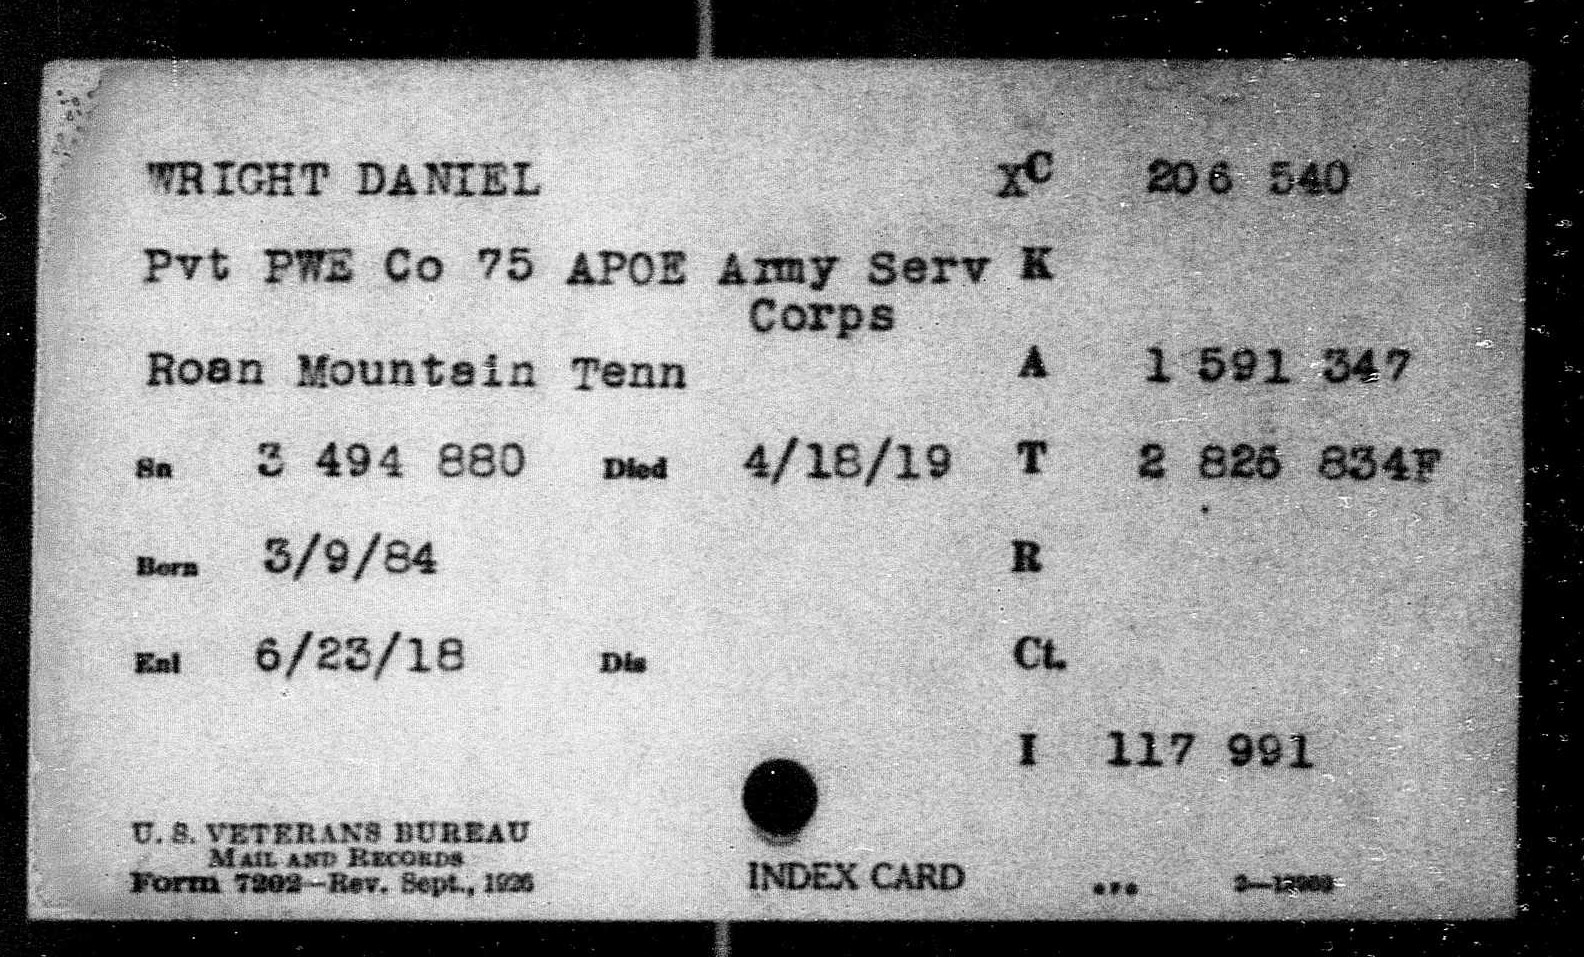 WRIGHT DANIEL XC 206 540
Pvt PWE Co 75 APOE Army Serv K
Corps
Roan Mountain Tenn A 1 591 347
Sn 3 494 880 Died 4/18/19 T 2 826 834F
Born 3/9/84 R
Enl 6/23/18 Dis Ct.
I 117 991
U. S. VETERANS BUREAU
MAIL AND RECORDS
Form 7202—Rev. Sept., 1926 INDEX CARD